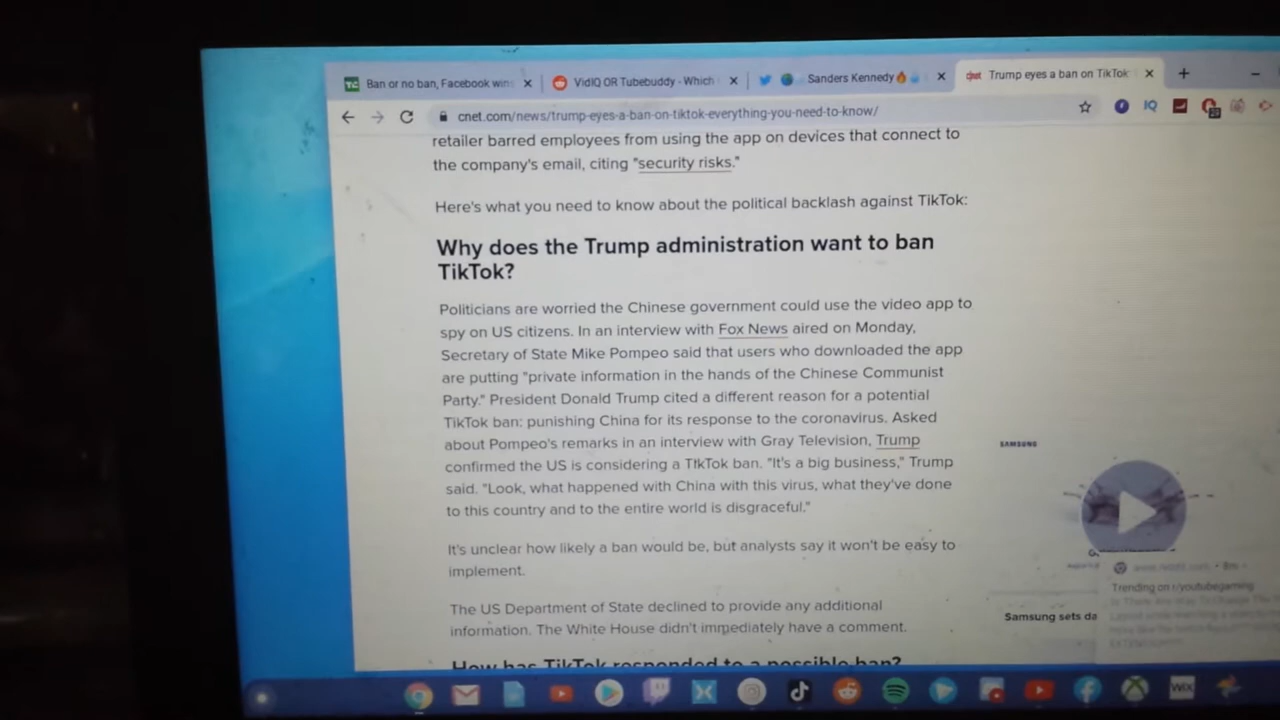 Ban or no ban, Facebook wins
VidIQ OR Tubebuddy - Which
Sanders Kennedy
cnet
Trump eyes a ban on TikTok
cnet.com/news/trump-eyes-a-ban-on-tiktok-everything-you-need-to-know/
IQ
retailer barred employees from using the app on devices that connect to
the company's email, citing "security risks."
Here's what you need to know about the political backlash against TikTok:
Why does the Trump administration want to ban
TikTok?
Politicians are worried the Chinese government could use the video app to
spy on US citizens. In an interview with Fox News aired on Monday,
Secretary of State Mike Pompeo said that users who downloaded the app
are putting "private information in the hands of the Chinese Communist
Party." President Donald Trump cited a different reason for a potential
TikTok ban: punishing China for its response to the coronavirus. Asked
about Pompeo's remarks in an interview with Gray Television, Trump
confirmed the US is considering a TikTok ban. "It's a big business," Trump
said. "Look, what happened with China with this virus, what they've done
to this country and to the entire world is disgraceful."
It's unclear how likely a ban would be, but analysts say it won't be easy to
implement.
The US Department of State declined to provide any additional
information. The White House didn't immediately have a comment.
How has TikTok responded to a possible ban?
SAMSUNG
Trending on r/youtubegaming
Samsung sets da
WIX